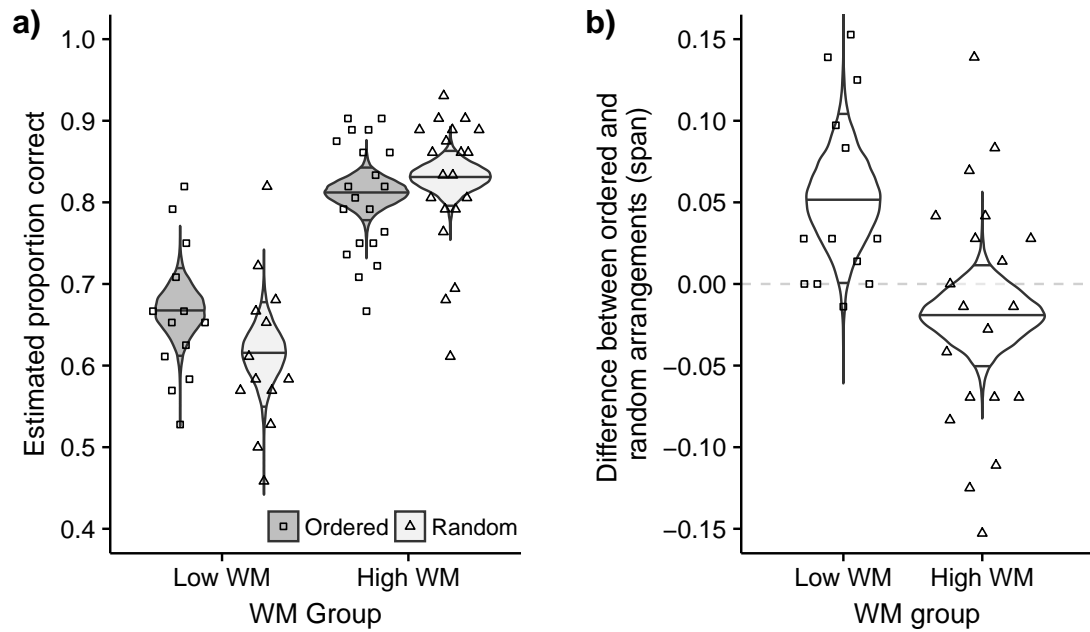 a)
Estimated proportion correct
1.0
0.9
0.8
0.7
0.6
0.5
0.4
Ordered
Random
Low WM
High WM
WM Group
b)
Difference between ordered and
random arrangements (span)
0.15
0.10
0.05
0.00
−0.05
−0.10
−0.15
Low WM
High WM
WM group